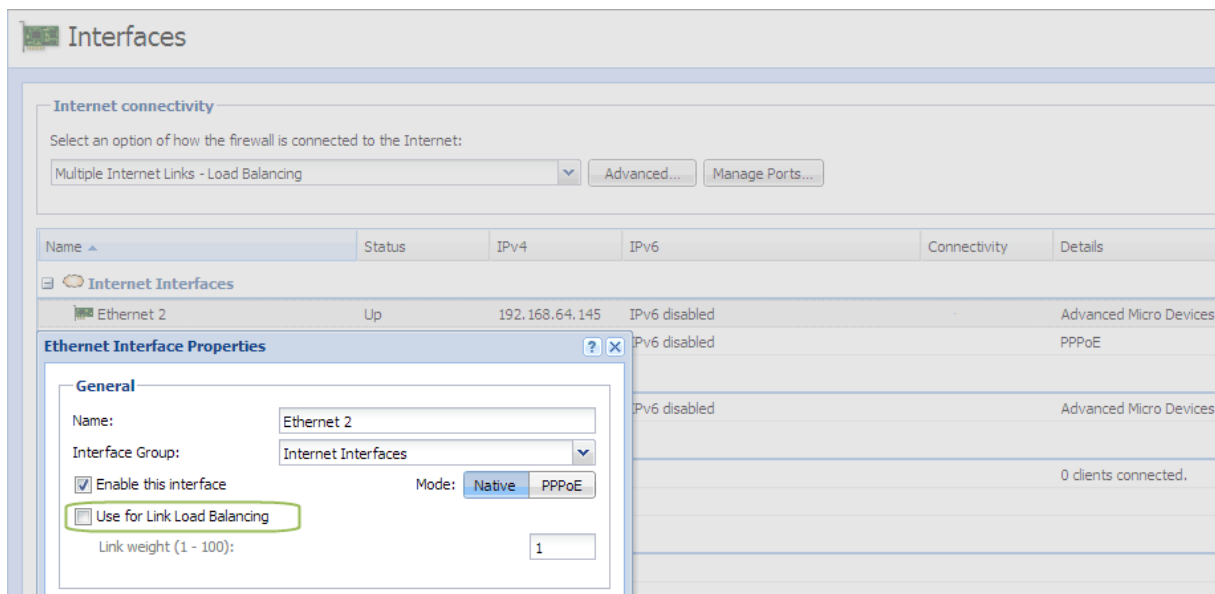 Interfaces
Internet connectivity
Select an option of how the firewall is connected to the Internet:
Multiple Internet Links - Load Balancing Advanced... Manage Ports...
Name Status IPv4 IPv6 Connectivity Details
Internet Interfaces
Ethernet 2 Up 192.168.64.145 IPv6 disabled Advanced Micro Devices
Ethernet Interface Properties ? IPv6 disabled PPPoE
General
Name: Ethernet 2 IPv6 disabled Advanced Micro Devices
Interface Group: Internet Interfaces
Enable this interface Mode: Native PPPoE 0 clients connected.
Use for Link Load Balancing
Link weight (1 - 100): 1